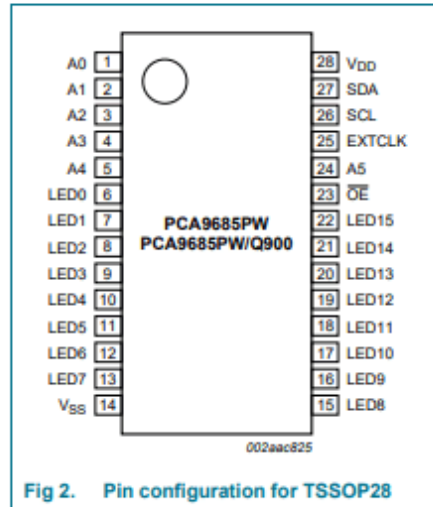 A0 1 28 VDD
A1 2 27 SDA
A2 3 26 SCL
A3 4 25 EXTCLK
A4 5 24 A5
LED0 6 23 OE
LED1 7 22 LED15
LED2 8 21 LED14
LED3 9 20 LED13
LED4 10 19 LED12
LED5 11 18 LED11
LED6 12 17 LED10
LED7 13 16 LED9
VSS 14 15 LED8
PCA9685PW
PCA9685PW/Q900
002aac825
Fig 2. Pin configuration for TSSOP28